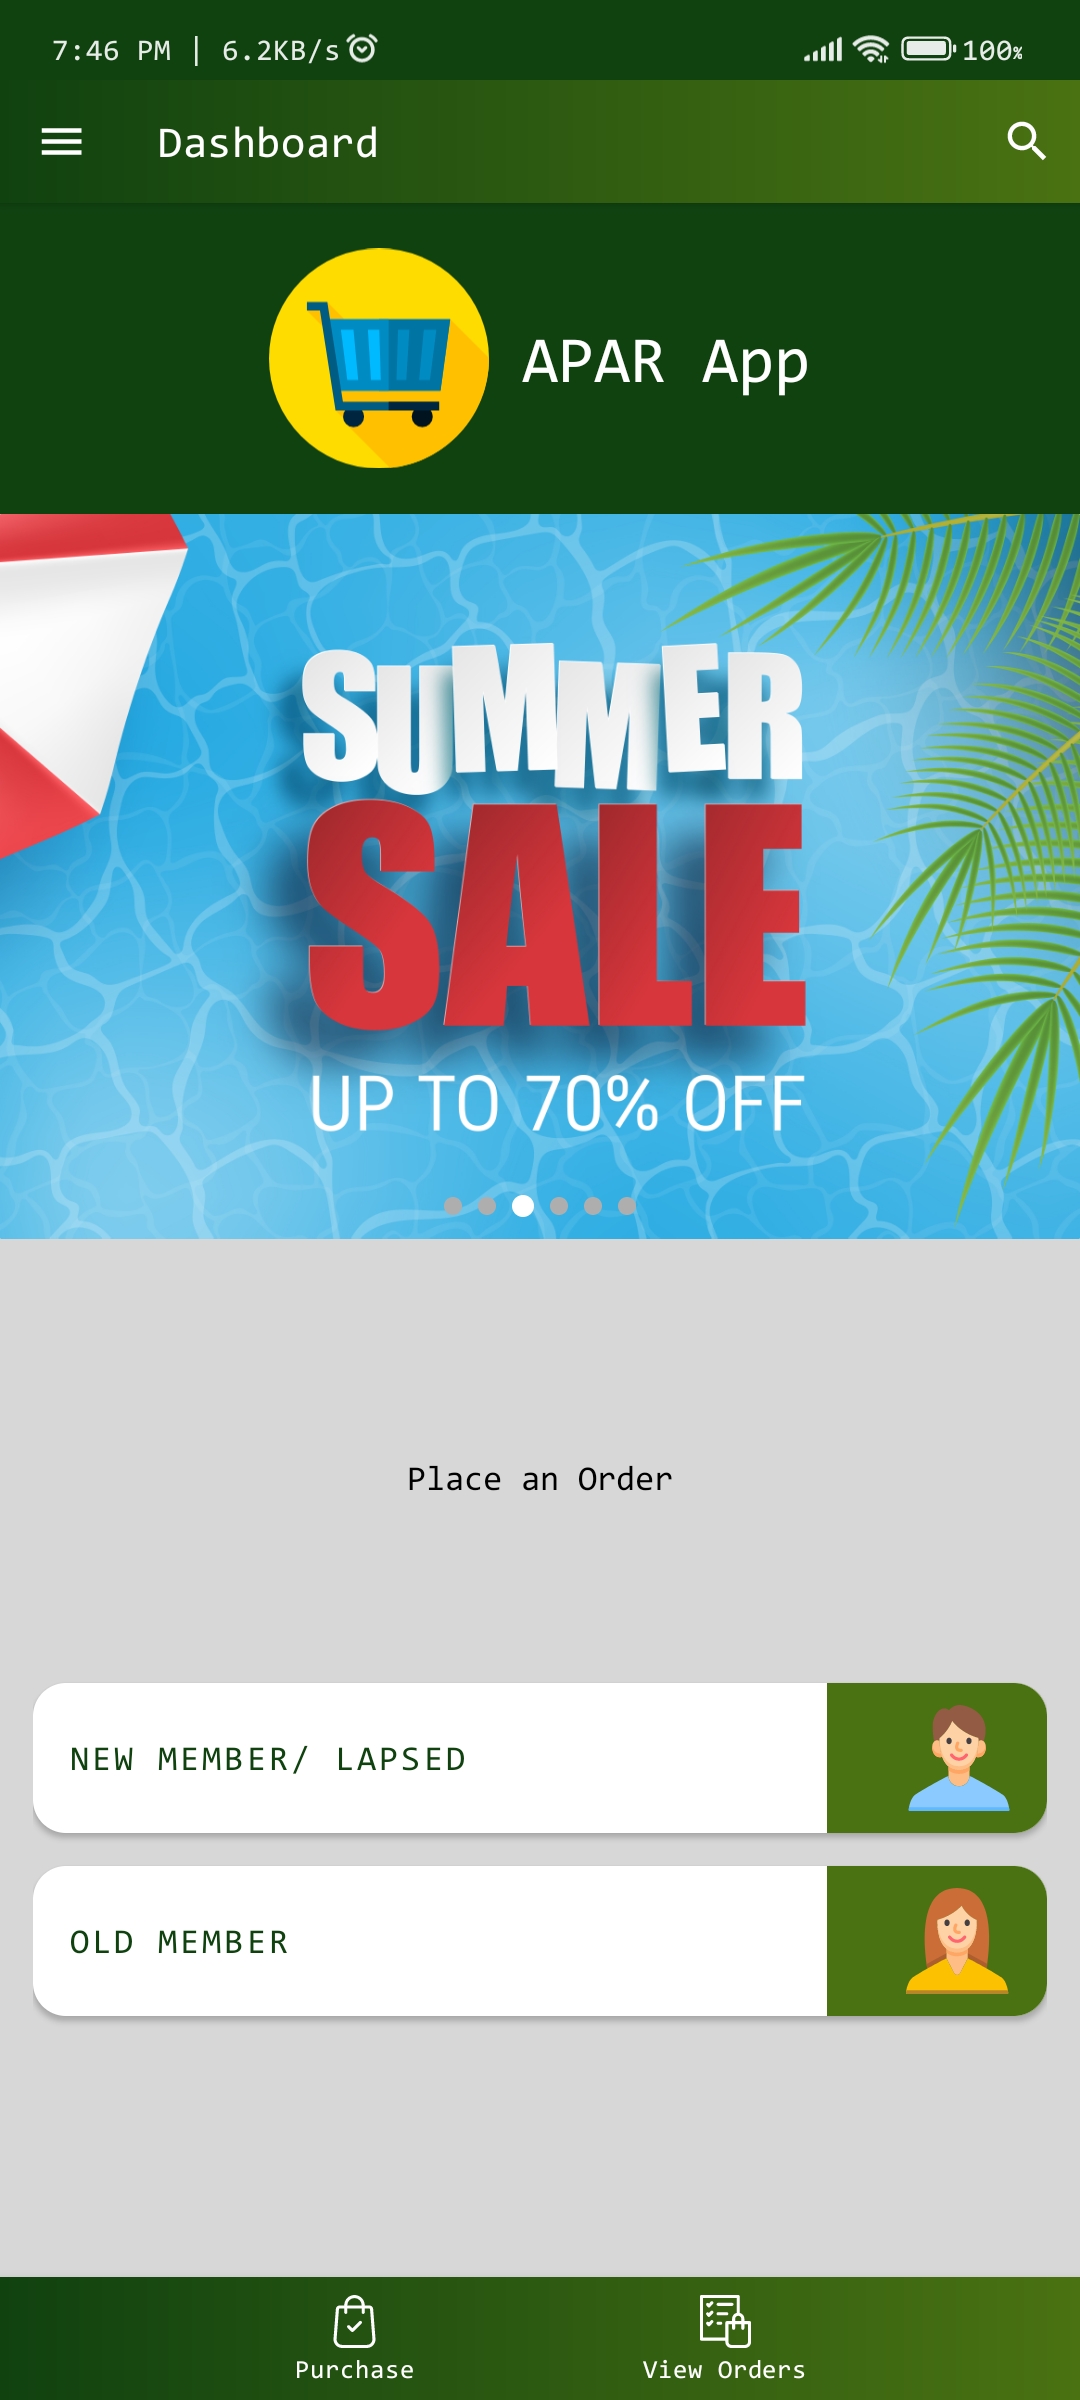 7:46 PM | 6.2KB/s 100%
Dashboard
APAR App
SUMMER
SALE
UP TO 70% OFF
Place an Order
NEW MEMBER/ LAPSED
OLD MEMBER
Purchase View Orders